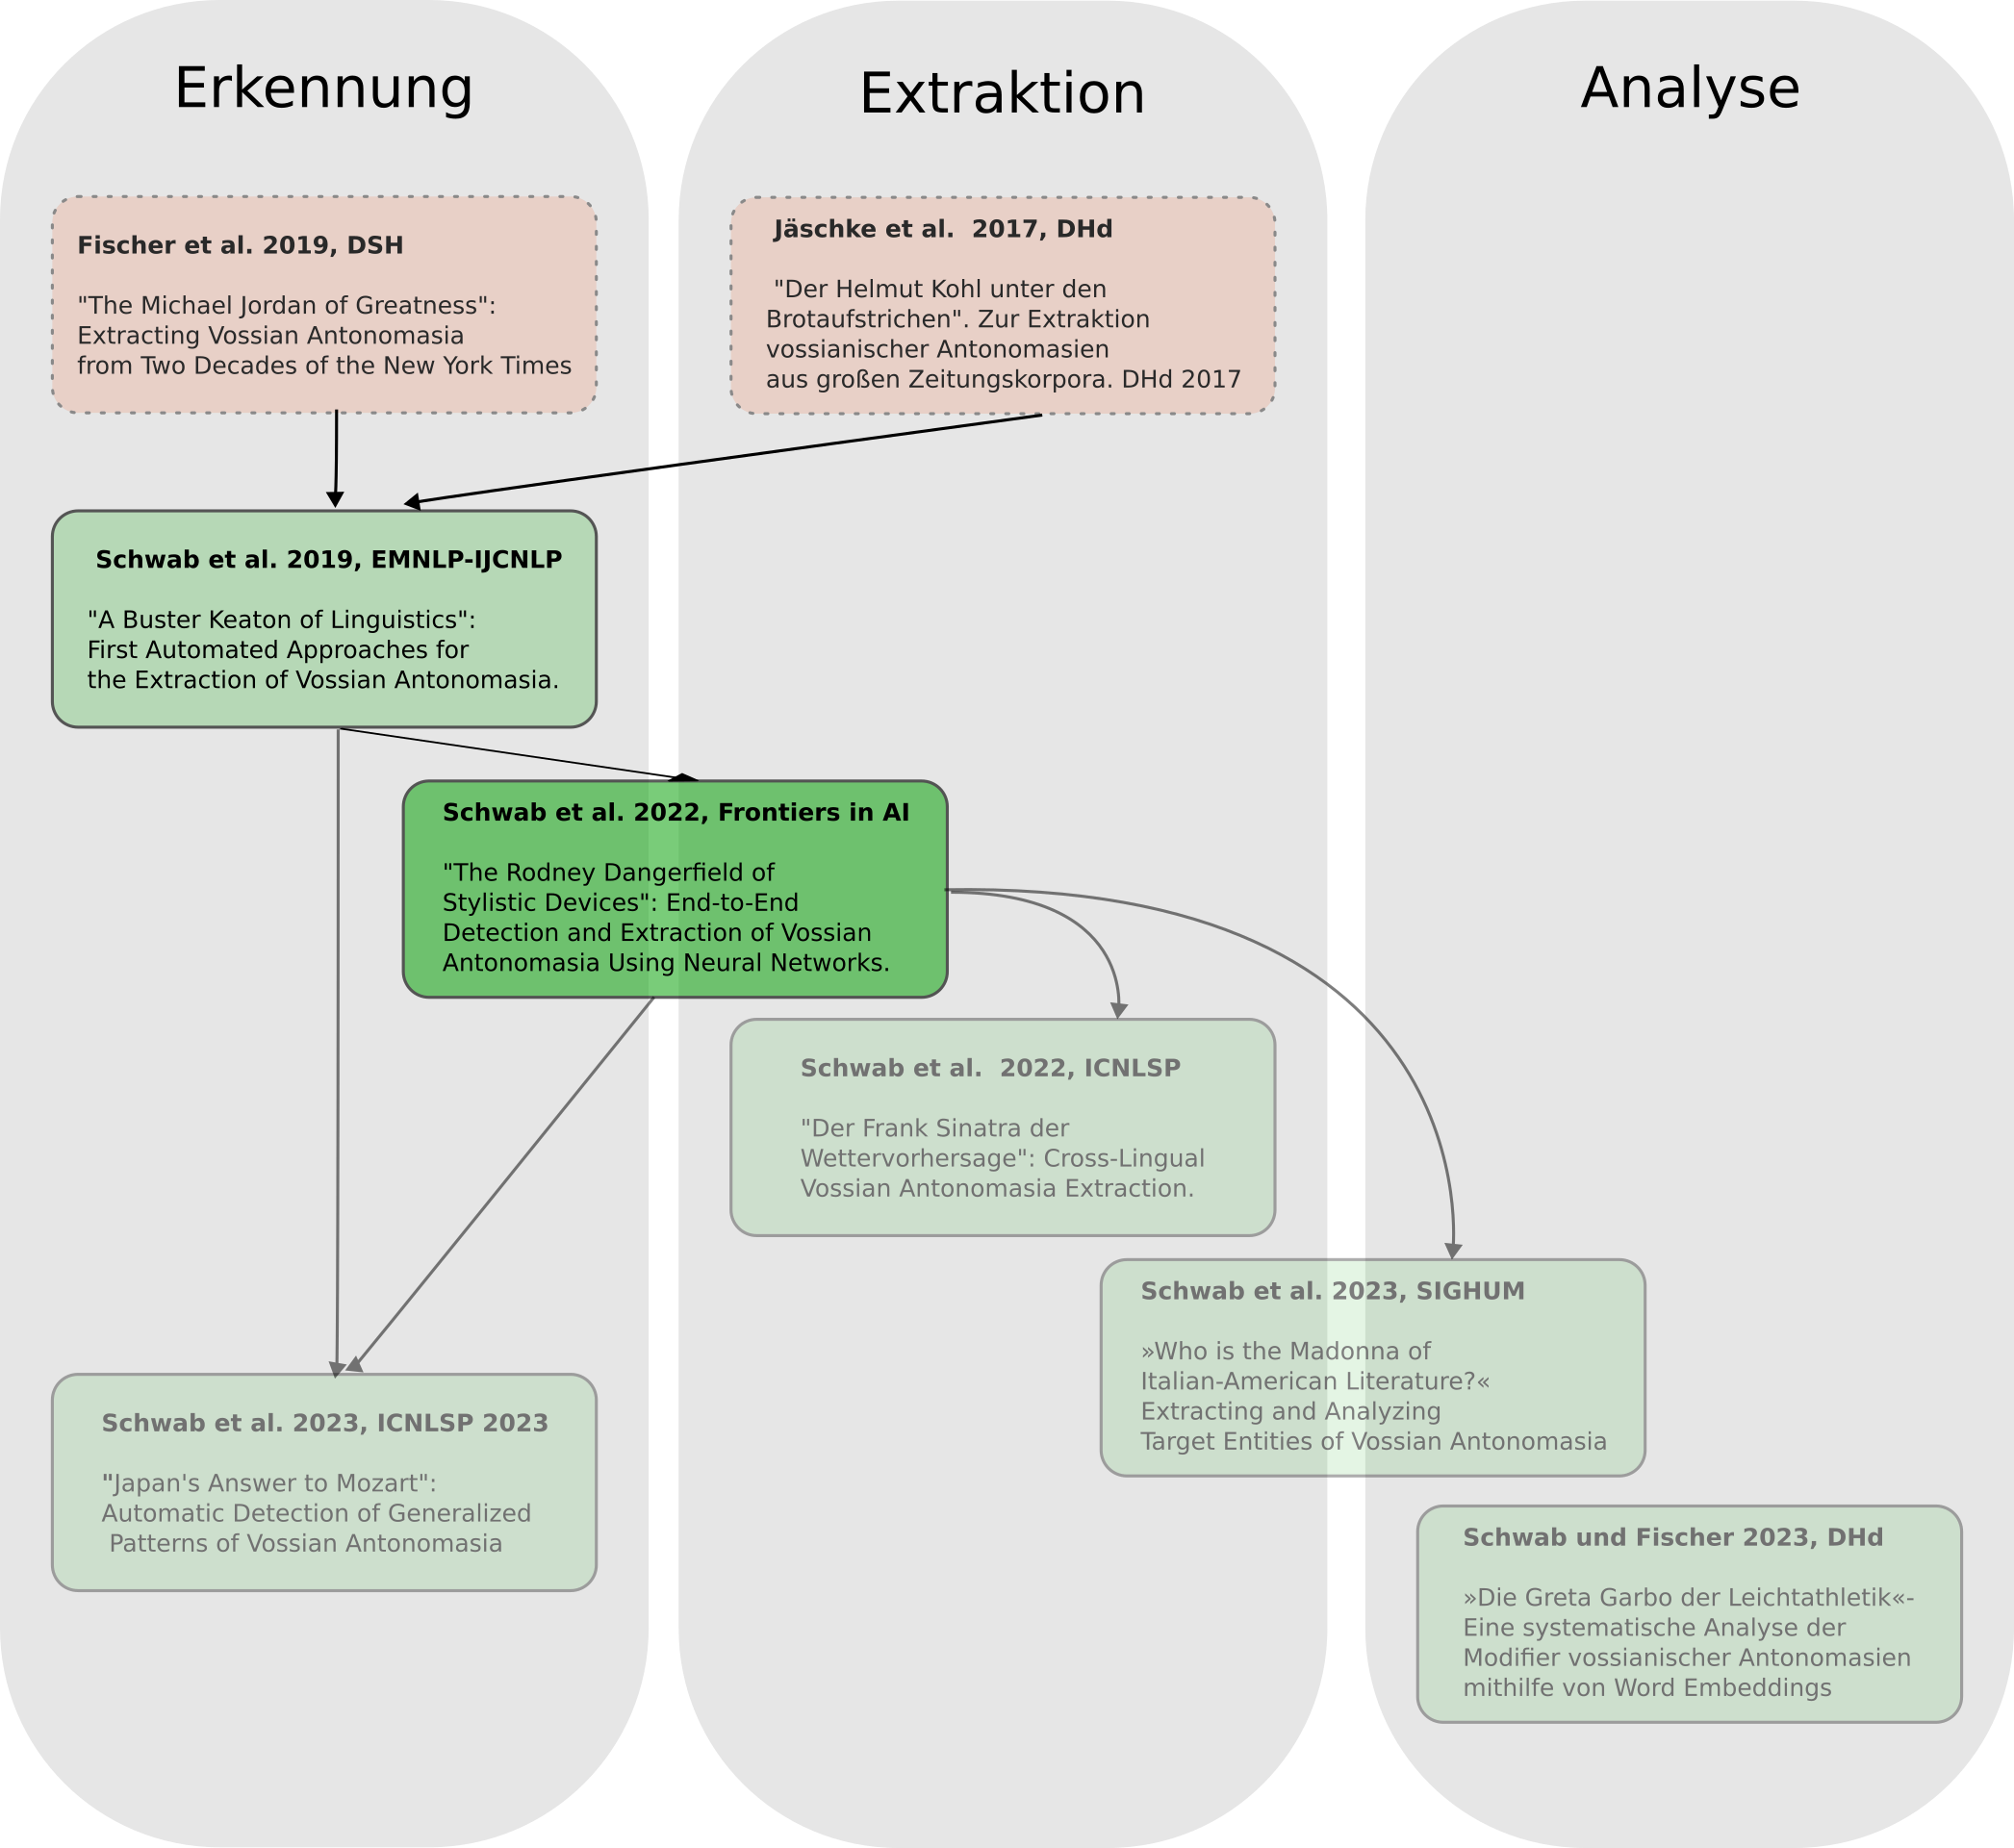 Erkennung
Extraktion
Analyse
Fischer et al. 2019, DSH
"The Michael Jordan of Greatness":
Extracting Vossian Antonomasia
from Two Decades of the New York Times
Jäschke et al.  2017, DHd
"Der Helmut Kohl unter den
Brotaufstrichen". Zur Extraktion
vossianischer Antonomasien
aus großen Zeitungskorpora. DHd 2017
Schwab et al. 2019, EMNLP-IJCNLP
"A Buster Keaton of Linguistics":
First Automated Approaches for
the Extraction of Vossian Antonomasia.
Schwab et al. 2022, Frontiers in AI
"The Rodney Dangerfield of
Stylistic Devices": End-to-End
Detection and Extraction of Vossian
Antonomasia Using Neural Networks.
Schwab et al.  2022, ICNLSP
"Der Frank Sinatra der
Wettervorhersage": Cross-Lingual
Vossian Antonomasia Extraction.
Schwab et al. 2023, SIGHUM
»Who is the Madonna of
Italian-American Literature?«
Extracting and Analyzing
Target Entities of Vossian Antonomasia
Schwab et al. 2023, ICNLSP 2023
"Japan's Answer to Mozart":
Automatic Detection of Generalized
Patterns of Vossian Antonomasia
Schwab und Fischer 2023, DHd
»Die Greta Garbo der Leichtathletik«-
Eine systematische Analyse der
Modifier vossianischer Antonomasien
mithilfe von Word Embeddings